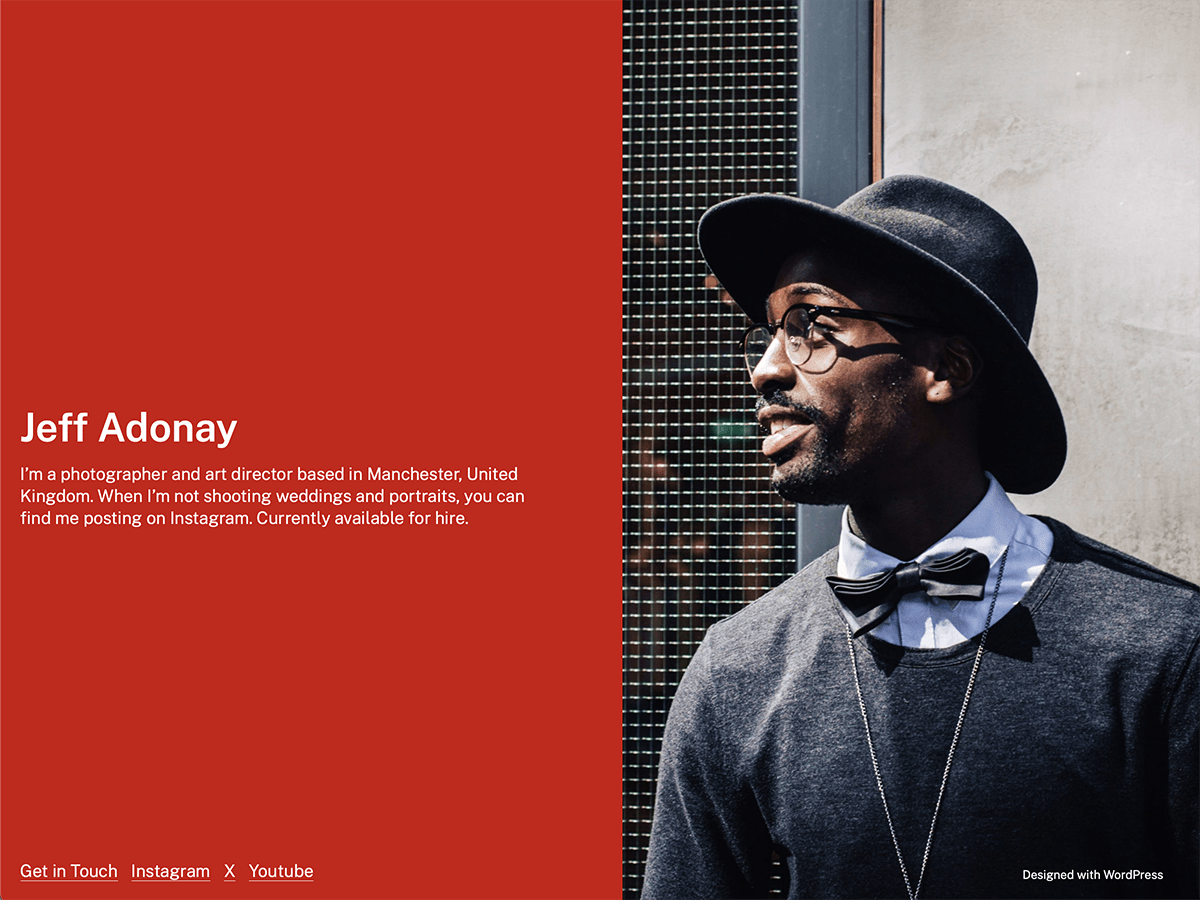 Jeff Adonay
I’m a photographer and art director based in Manchester, United
Kingdom. When I’m not shooting weddings and portraits, you can
find me posting on Instagram. Currently available for hire.
Get in Touch Instagram X Youtube
Designed with WordPress